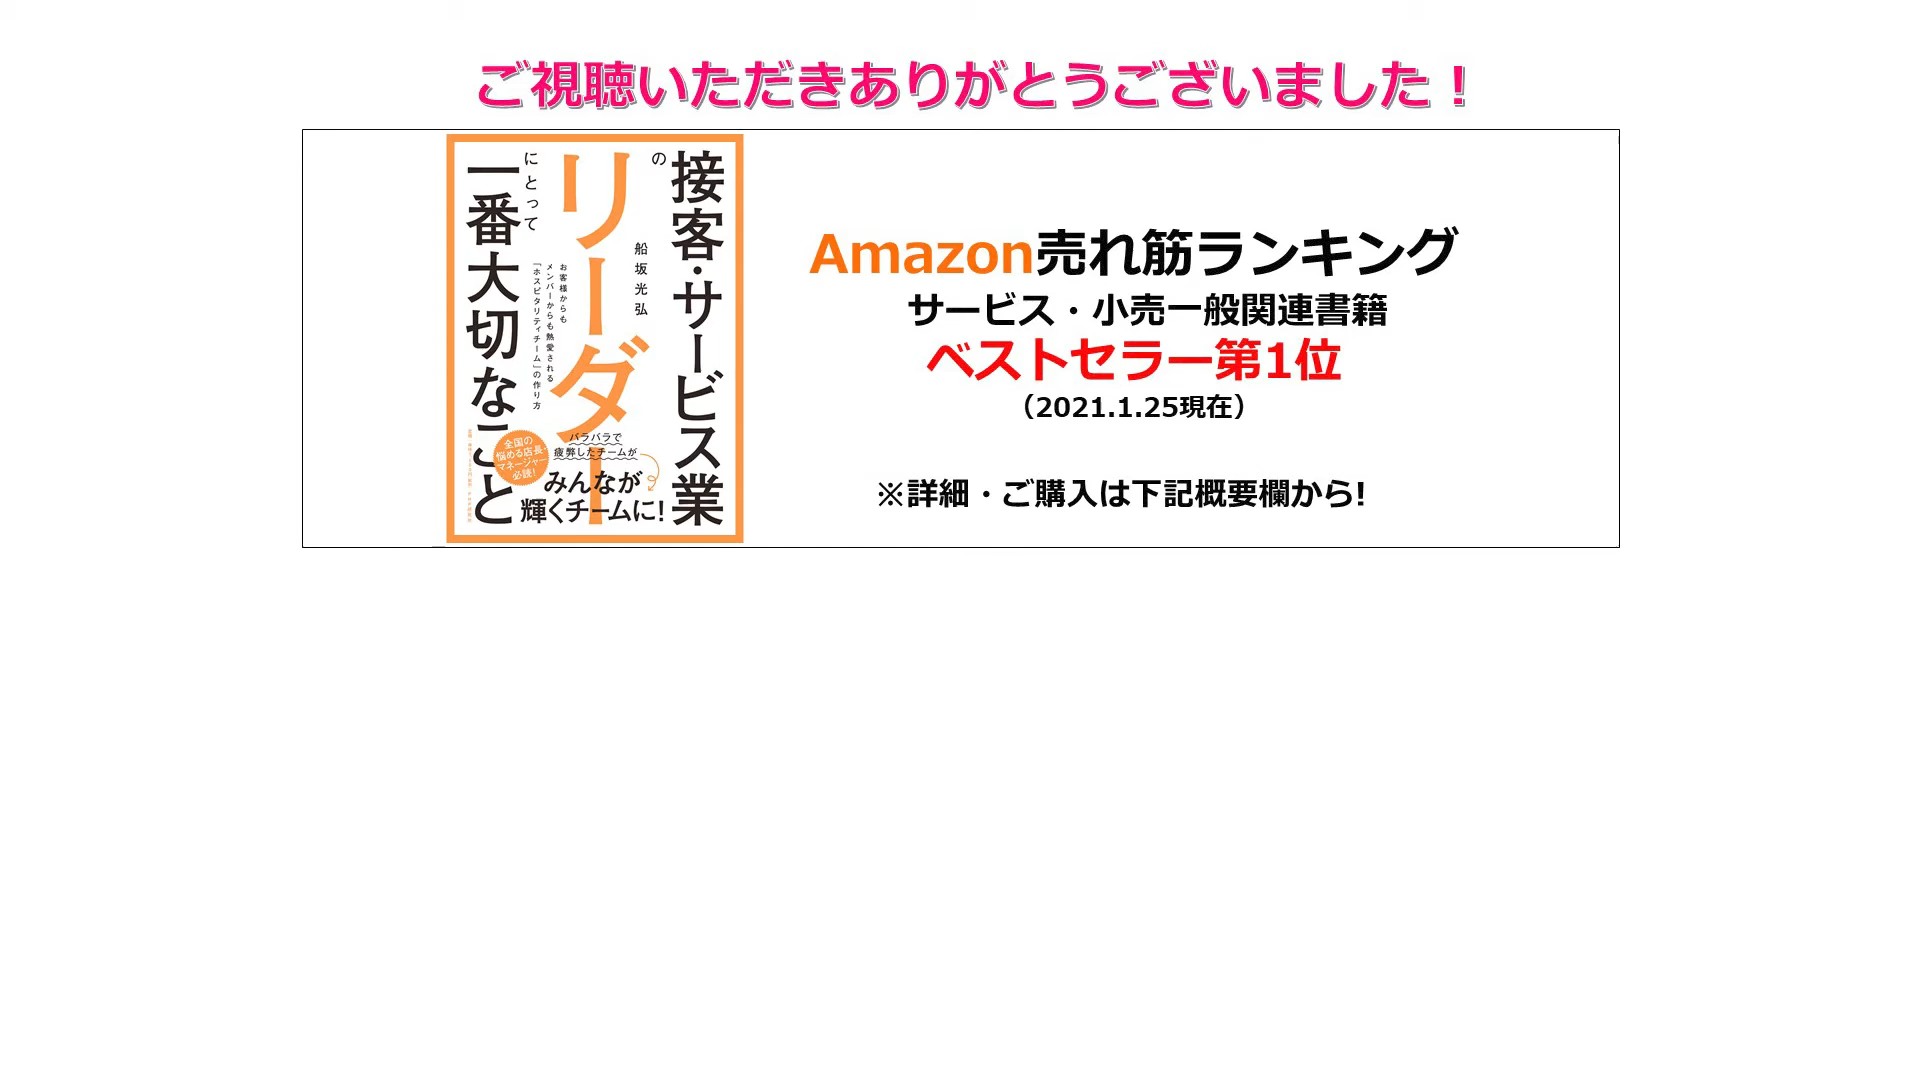 ご視聴いただきありがとうございました！
接客・サービス業
の
リーダー
にとって
一番大切なこと
船坂光弘
お客様からも
メンバーからも熱愛される
「ホスピタリティチーム」の作り方
バラバラで
疲弊したチームが
みんなが
輝くチームに!
全国の
悩める店長・
マネージャー
必読!
Amazon売れ筋ランキング
サービス・小売一般関連書籍
ベストセラー第1位
（2021.1.25現在）
※詳細・ご購入は下記概要欄から!